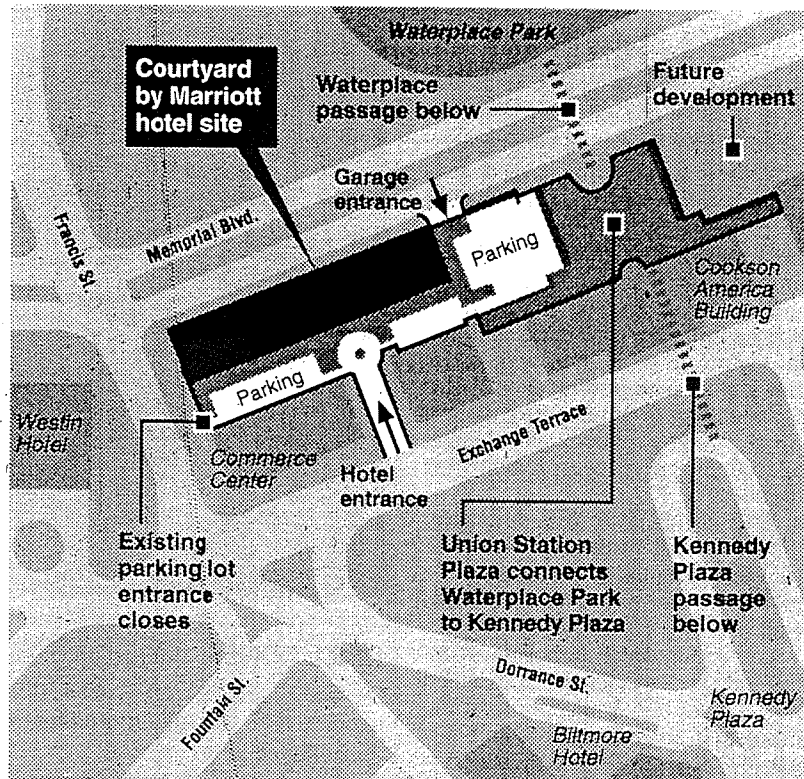 Waterplace Park
Courtyard
by Marriott
hotel site
Waterplace
passage below
Future
development
Garage
entrance
Francis St.
Memorial Blvd.
Parking
Cookson
America
Building
Parking
Westin
Hotel
Commerce
Center
Hotel
entrance
Exchange Terrace
Existing
parking lot
entrance
closes
Union Station
Plaza connects
Waterplace Park
to Kennedy Plaza
Kennedy
Plaza
passage
below
Fountain St.
Dorrance St.
Biltmore
Hotel
Kennedy
Plaza